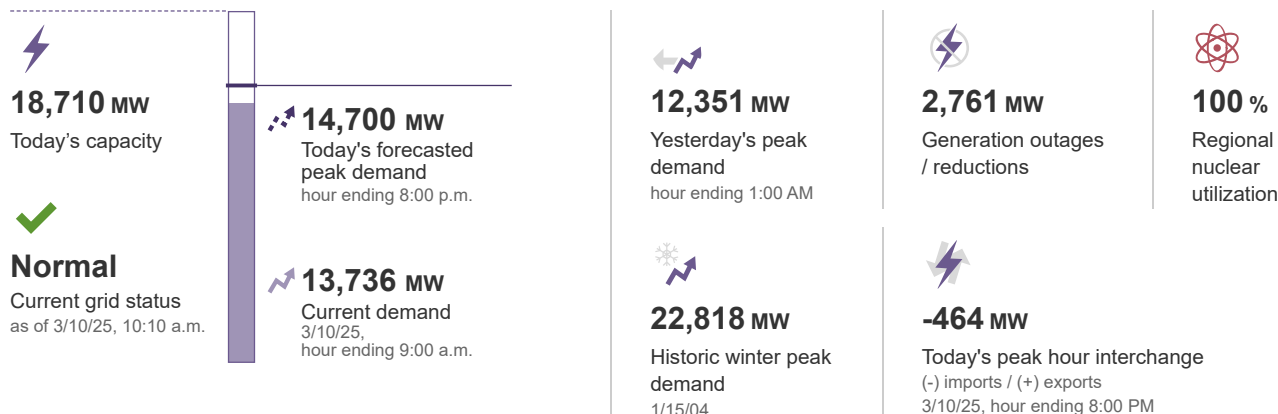 18,710 MW
Today's capacity
Normal
Current grid status
as of 3/10/25, 10:10 a.m.
14,700 MW
Today's forecasted
peak demand
hour ending 8:00 p.m.
13,736 MW
Current demand
3/10/25,
hour ending 9:00 a.m.
12,351 MW
Yesterday's peak
demand
hour ending 1:00 AM
2,761 MW
Generation outages
/ reductions
100 %
Regional
nuclear
utilization
22,818 MW
Historic winter peak
demand
1/15/04
-464 MW
Today's peak hour interchange
(-) imports / (+) exports
3/10/25, hour ending 8:00 PM